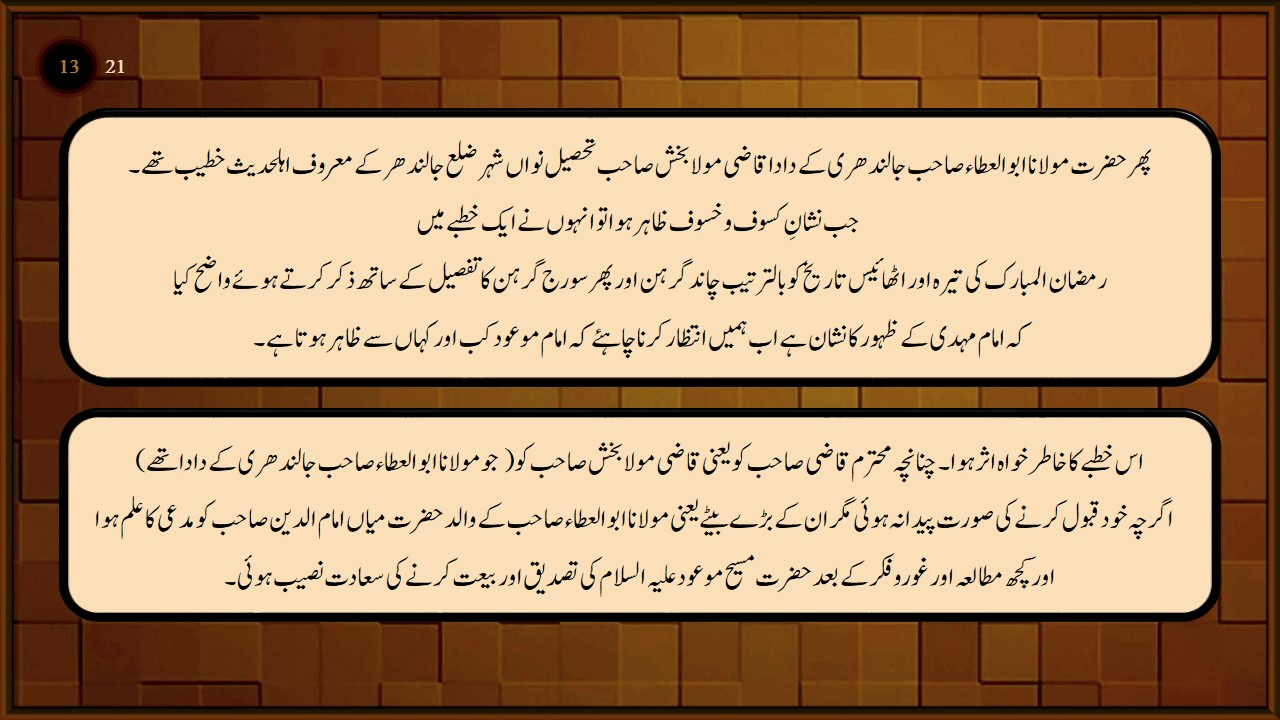 13 21
پھر حضرت مولانا ابوالعطاء صاحب جالندھری کے دادا قاضی مولا بخش صاحب تحصیل نواں شہر ضلع جالندھر کے معروف اہلحدیث خطیب تھے۔
جب نشانِ کسوف و خسوف ظاہر ہوا تو انہوں نے ایک خطبے میں
رمضان المبارک کی تیرہ اور اٹھائیس تاریخ کو بالترتیب چاند گرہن اور پھر سورج گرہن کا تفصیل کے ساتھ ذکر کرتے ہوئے واضح کیا
کہ امام مہدی کے ظہور کا نشان ہے اب ہمیں انتظار کرنا چاہئے کہ امام موعود کب اور کہاں سے ظاہر ہوتا ہے۔
اس خطبے کا خاطر خواہ اثر ہوا۔ چنانچہ محترم قاضی صاحب کو یعنی قاضی مولا بخش صاحب کو( جو مولانا ابوالعطاء صاحب جالندھری کے دادا تھے)
اگرچہ خود قبول کرنے کی صورت پیدا نہ ہوئی مگر ان کے بڑے بیٹے یعنی مولانا ابوالعطاء صاحب کے والد حضرت میاں امام الدین صاحب کو مدعی کا علم ہوا
اور کچھ مطالعہ اور غور و فکر کے بعد حضرت مسیح موعود علیہ السلام کی تصدیق اور بیعت کرنے کی سعادت نصیب ہوئی۔